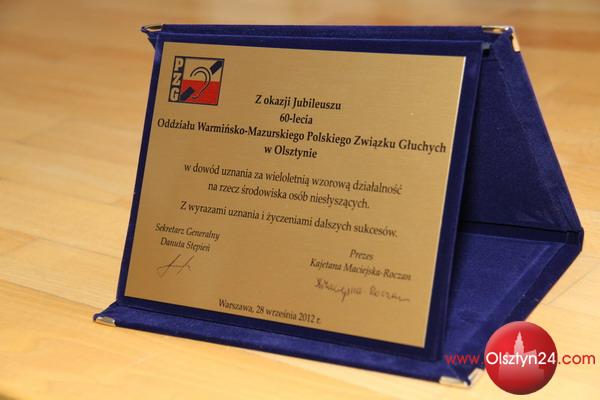 PZG
Z okazji Jubileuszu
60-lecia
Oddziału Warmińsko-Mazurskiego Polskiego Związku Głuchych
w Olsztynie
w dowód uznania za wieloletnią wzorową działalność
na rzecz środowiska osób niesłyszących.
Z wyrazami uznania i życzeniami dalszych sukcesów.
Sekretarz Generalny
Danuta Stępień
Prezes
Kajetana Maciejska-Roczan
Maciejska-Roczan
Warszawa, 28 września 2012 r.
www.Olsztyn24.com